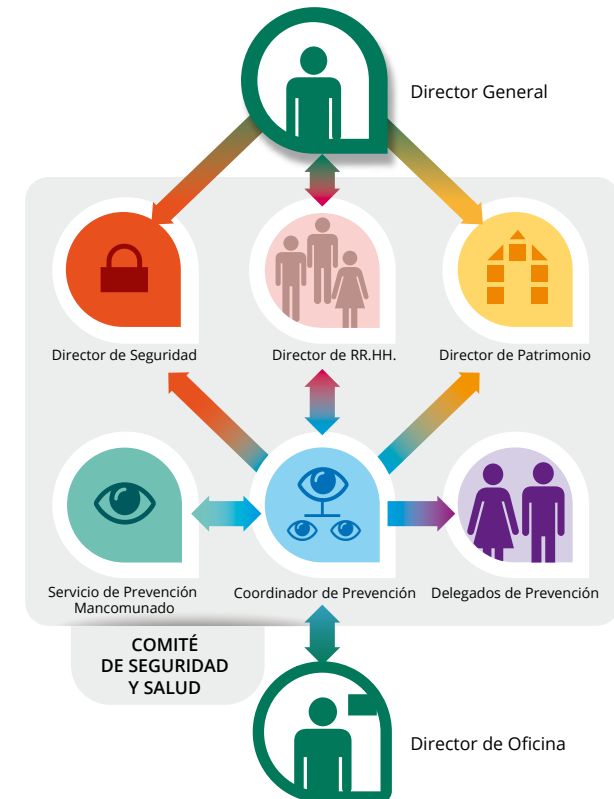 Director General
Director de Seguridad
Director de RR.HH.
Director de Patrimonio
Servicio de Prevención
Mancomunado
Coordinador de Prevención
Delegados de Prevención
COMITÉ
DE SEGURIDAD
Y SALUD
Director de Oficina